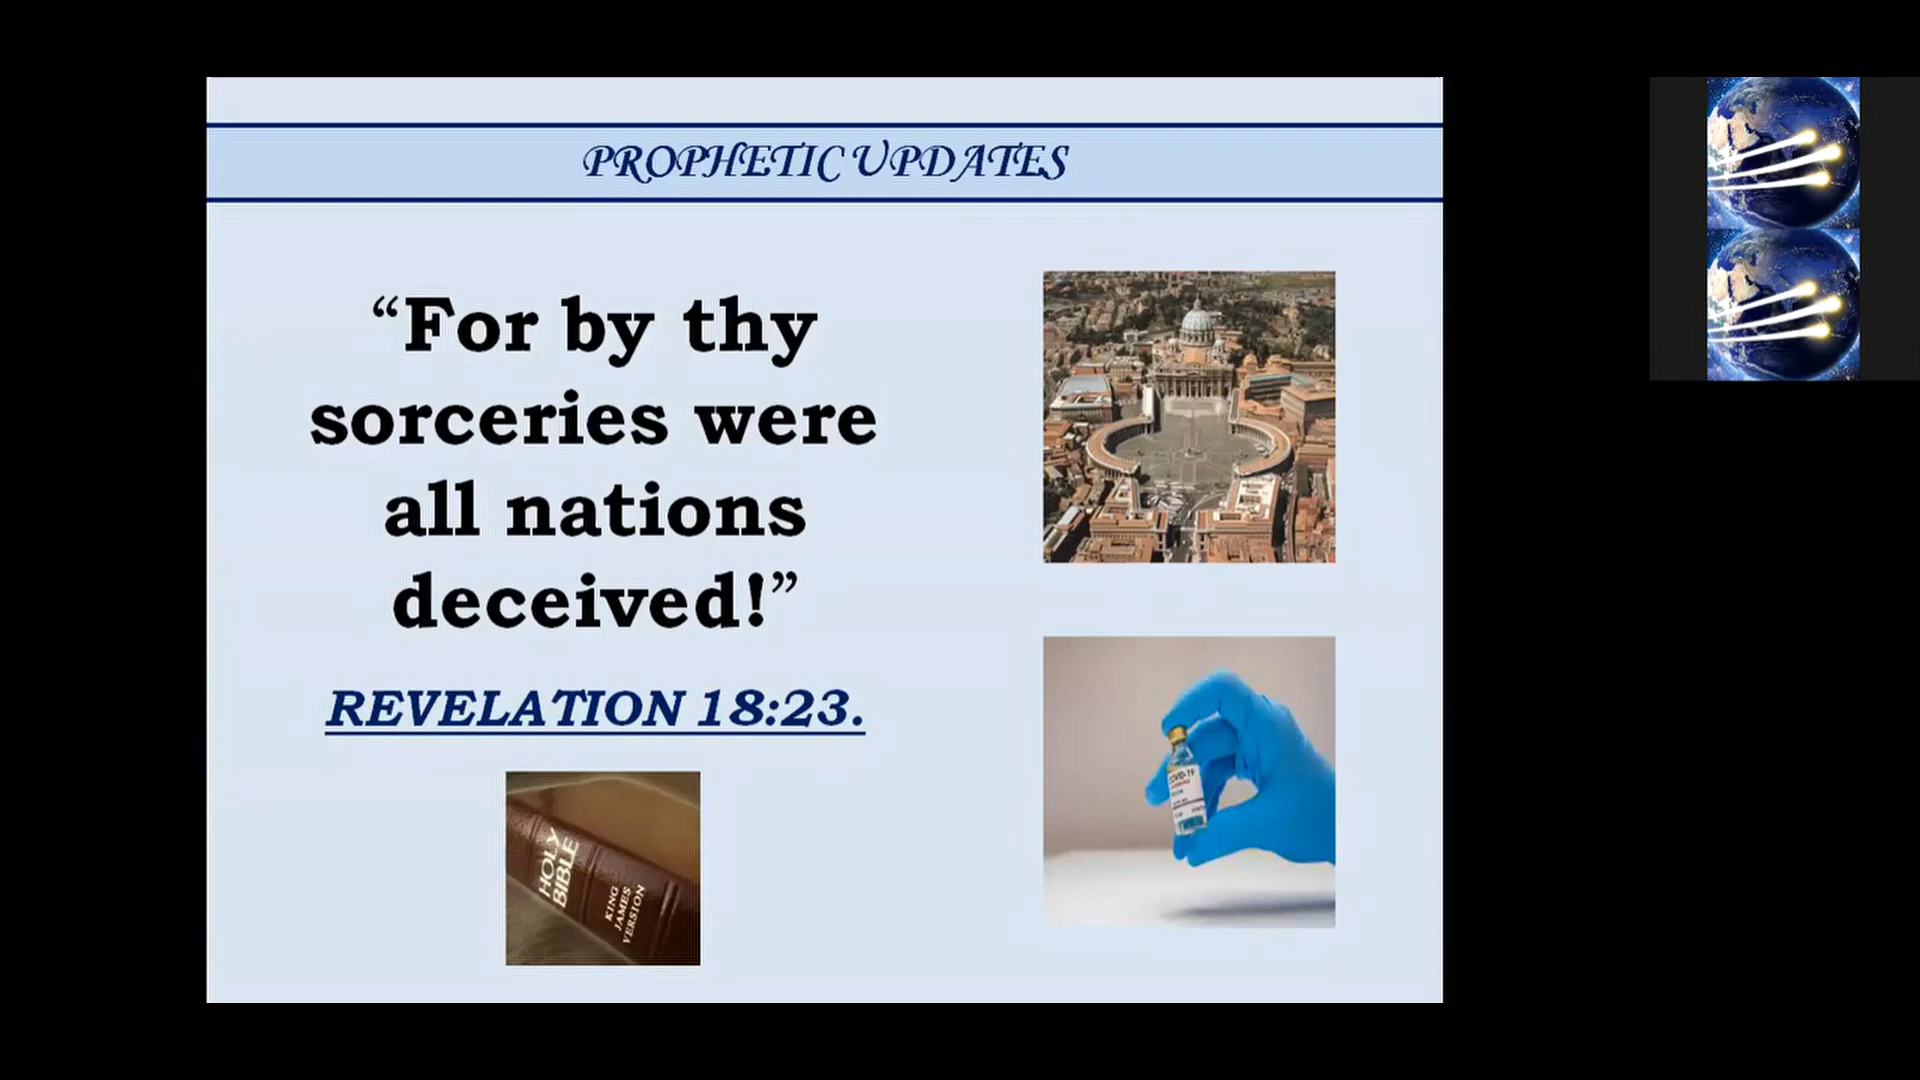 PROPHETIC UPDATES
“For by thy
sorceries were
all nations
deceived!”
REVELATION 18:23.
HOLY
BIBLE
KING
JAMES
VERSION
COVID-19